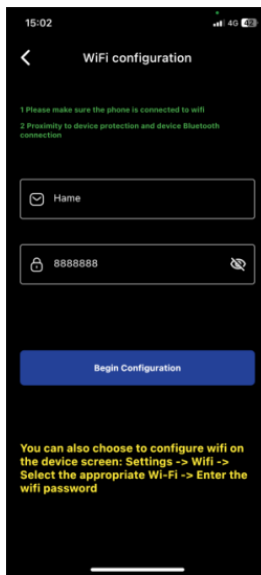 15:02
4G 42
WiFi configuration
1 Please make sure the phone is connected to wifi
2 Proximity to device protection and device Bluetooth
connection
Hame
8888888
Begin Configuration
You can also choose to configure wifi on
the device screen: Settings -> Wifi ->
Select the appropriate Wi-Fi -> Enter the
wifi password